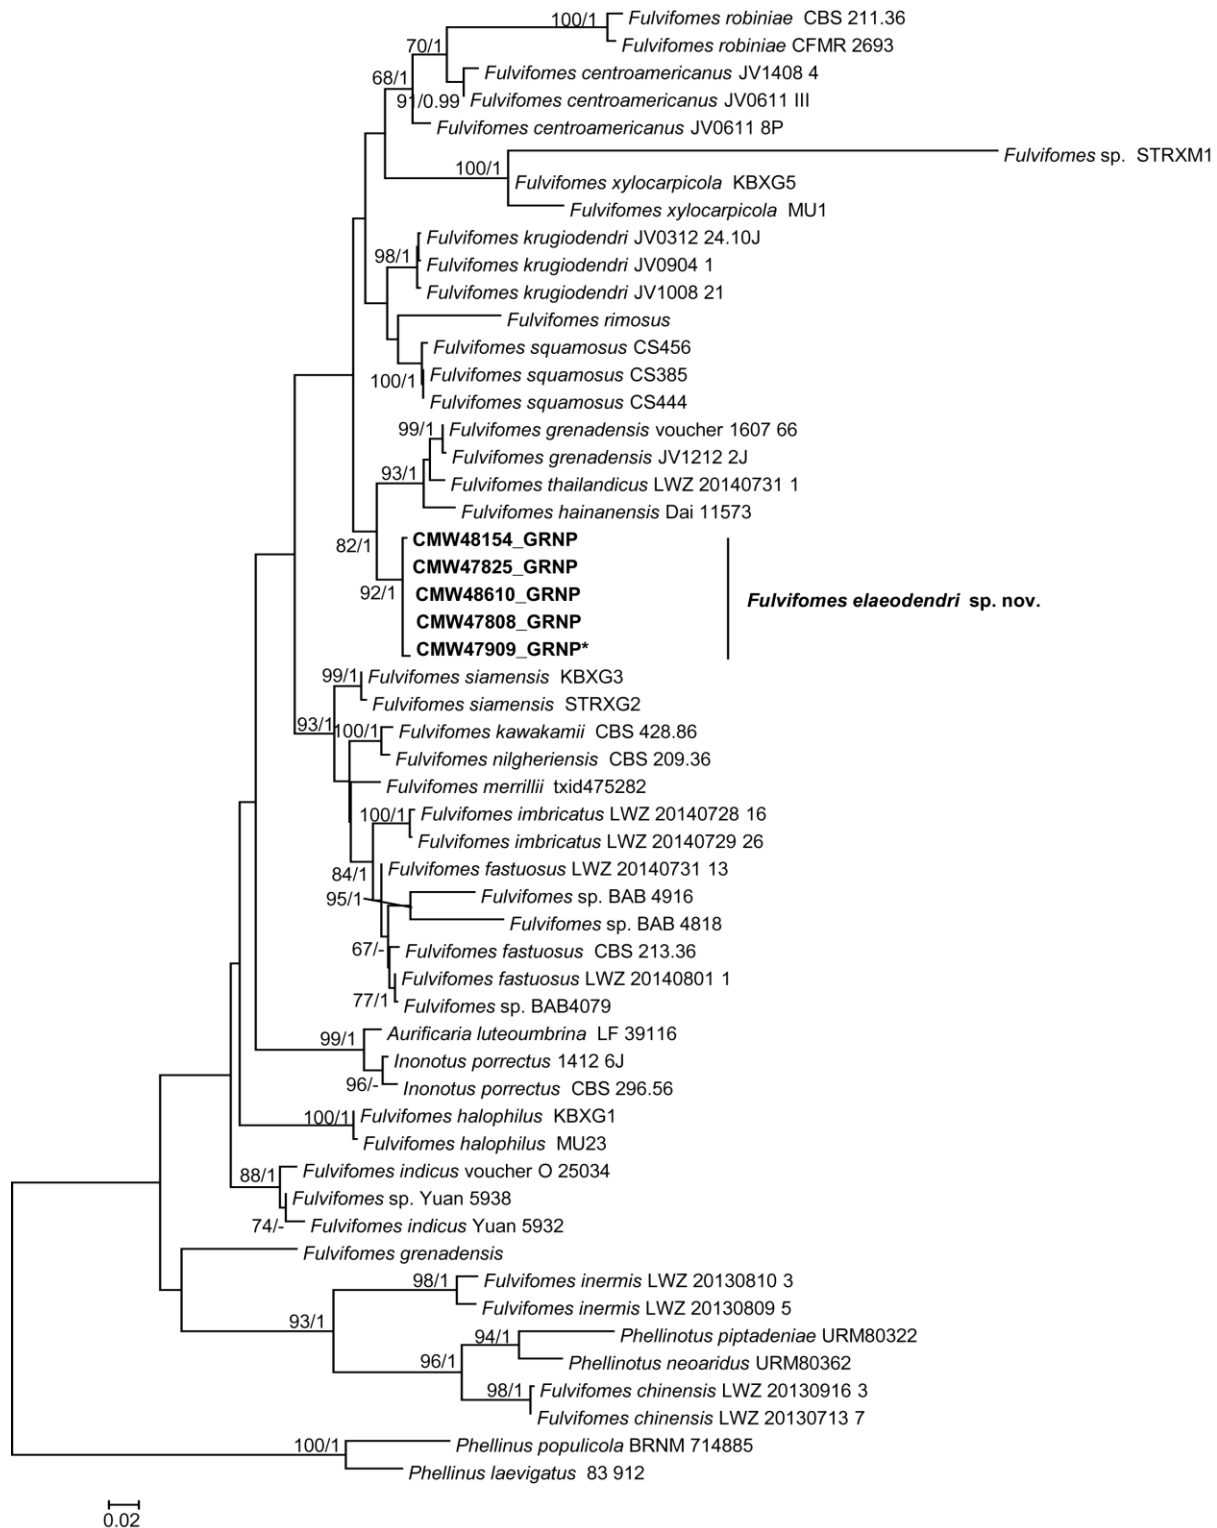 100/1 Fulvifomes robiniae CBS 211.36
Fulvifomes robiniae CFMR 2693
70/1
Fulvifomes centroamericanus JV1408 4
68/1
91/0.99 Fulvifomes centroamericanus JV0611 III
Fulvifomes centroamericanus JV0611 8P
Fulvifomes sp. STRXM1
100/1
Fulvifomes xylocarpicola KBXG5
Fulvifomes xylocarpicola MU1
Fulvifomes krugiodendri JV0312 24.10J
98/1
Fulvifomes krugiodendri JV0904 1
Fulvifomes krugiodendri JV1008 21
Fulvifomes rimosus
Fulvifomes squamosus CS456
100/1 Fulvifomes squamosus CS385
Fulvifomes squamosus CS444
99/1 Fulvifomes grenadensis voucher 1607 66
Fulvifomes grenadensis JV1212 2J
93/1
Fulvifomes thailandicus LWZ 20140731 1
Fulvifomes hainanensis Dai 11573
CMW48154_GRNP
82/1
CMW47825_GRNP
92/1 CMW48610_GRNP
Fulvifomes elaeodendri sp. nov.
CMW47808_GRNP
CMW47909_GRNP*
99/1 Fulvifomes siamensis KBXG3
Fulvifomes siamensis STRXG2
93/1
100/1 Fulvifomes kawakamii CBS 428.86
Fulvifomes nilgheriensis CBS 209.36
Fulvifomes merrillii txid475282
100/1 Fulvifomes imbricatus LWZ 20140728 16
Fulvifomes imbricatus LWZ 20140729 26
84/1 Fulvifomes fastuosus LWZ 20140731 13
95/1 Fulvifomes sp. BAB 4916
Fulvifomes sp. BAB 4818
67/- Fulvifomes fastuosus CBS 213.36
Fulvifomes fastuosus LWZ 20140801 1
77/1 Fulvifomes sp. BAB4079
99/1 Aurificaria luteoumbrina LF 39116
Inonotus porrectus 1412 6J
96/- Inonotus porrectus CBS 296.56
100/1 Fulvifomes halophilus KBXG1
Fulvifomes halophilus MU23
88/1 Fulvifomes indicus voucher O 25034
Fulvifomes sp. Yuan 5938
74/- Fulvifomes indicus Yuan 5932
Fulvifomes grenadensis
98/1 Fulvifomes inermis LWZ 20130810 3
Fulvifomes inermis LWZ 20130809 5
93/1
94/1 Phellinotus piptadeniae URM80322
96/1 Phellinotus neoaridus URM80362
98/1 Fulvifomes chinensis LWZ 20130916 3
Fulvifomes chinensis LWZ 20130713 7
100/1 Phellinus populicola BRNM 714885
Phellinus laevigatus 83 912
0.02